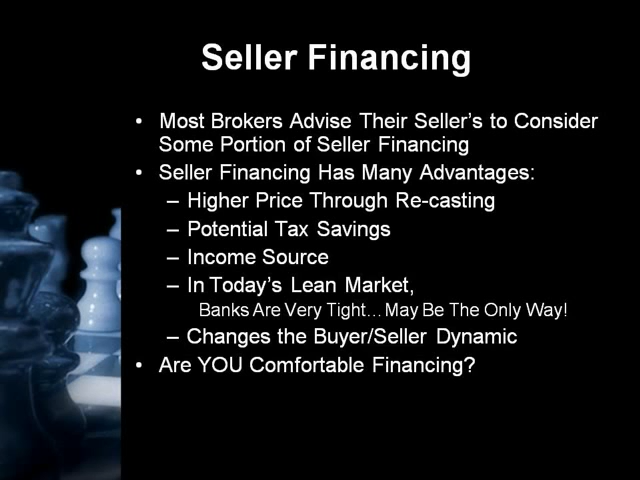 Seller Financing
• Most Brokers Advise Their Seller's to Consider
Some Portion of Seller Financing
• Seller Financing Has Many Advantages:
– Higher Price Through Re-casting
– Potential Tax Savings
– Income Source
– In Today's Lean Market,
Banks Are Very Tight…May Be The Only Way!
– Changes the Buyer/Seller Dynamic
• Are YOU Comfortable Financing?